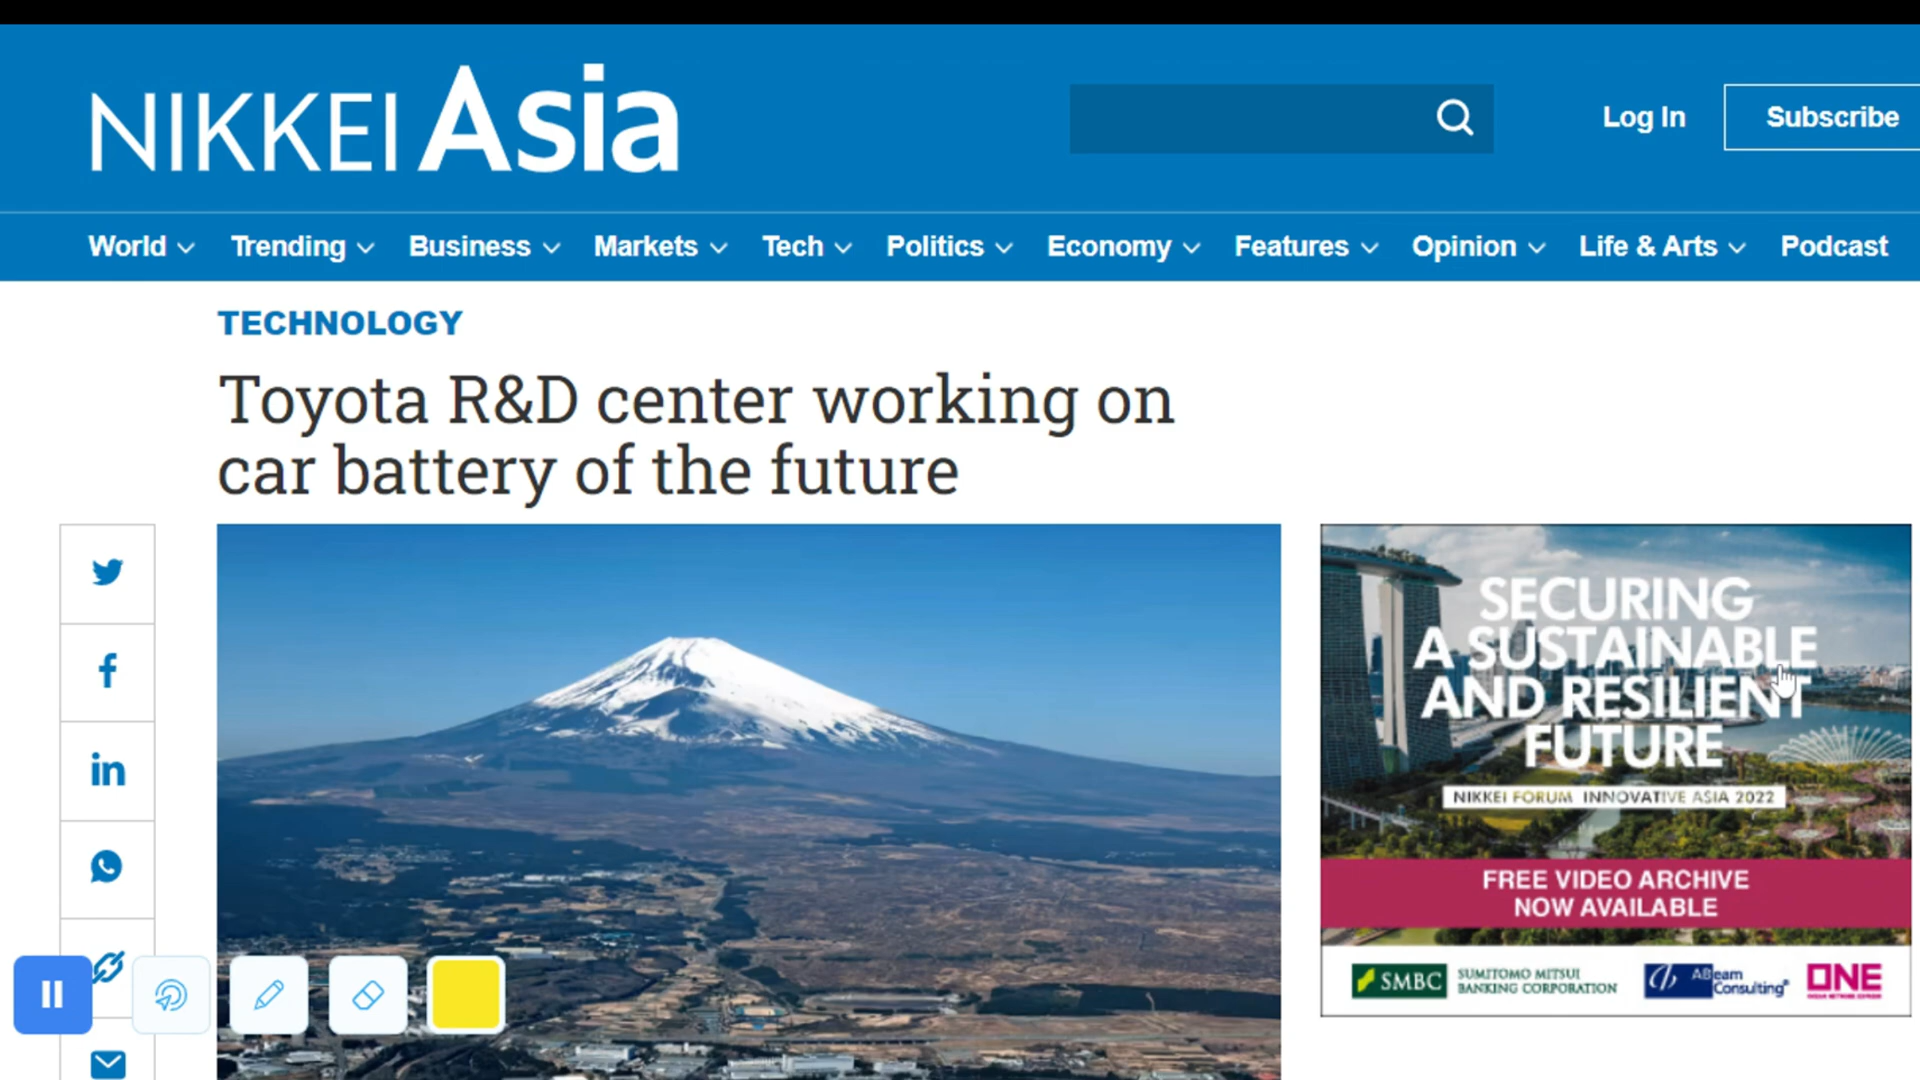 NIKKEI Asia
Log In
Subscribe
World
Trending
Business
Markets
Tech
Politics
Economy
Features
Opinion
Life & Arts
Podcast
TECHNOLOGY
Toyota R&D center working on
car battery of the future
SECURING
A SUSTAINABLE
AND RESILIENT
FUTURE
NIKKEI FORUM INNOVATIVE ASIA 2022
FREE VIDEO ARCHIVE
NOW AVAILABLE
SMBC
SUMITOMO MITSUI
BANKING CORPORATION
ABeam
Consulting
ONE